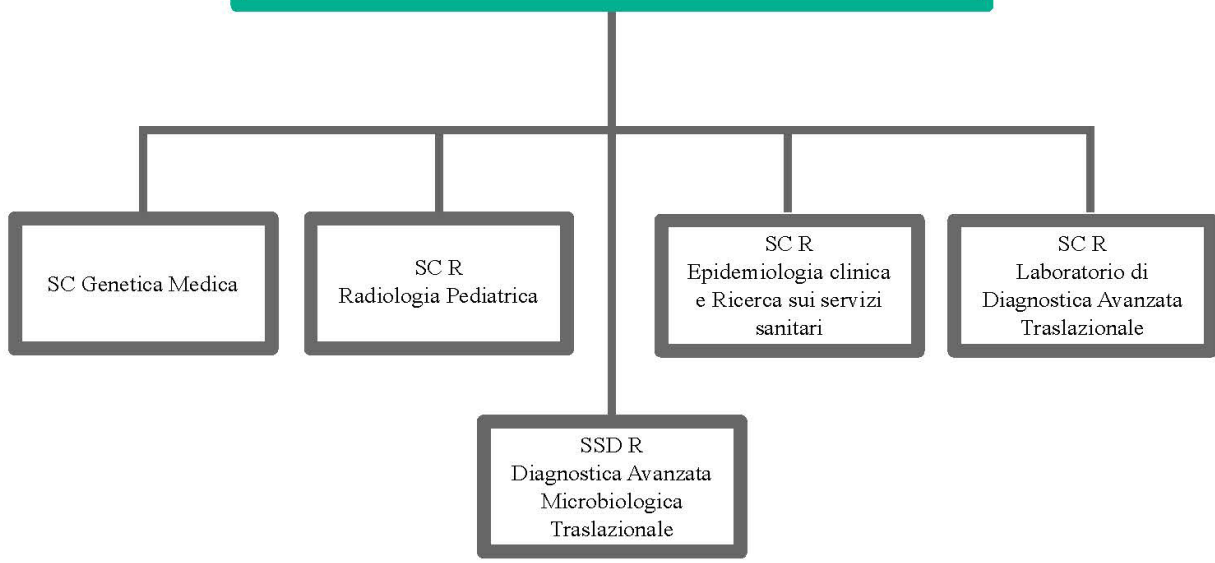 SC Genetica Medica
SC R
Radiologia Pediatrica
SC R
Epidemiologia clinica
e Ricerca sui servizi
sanitari
SC R
Laboratorio di
Diagnostica Avanzata
Traslazionale
SSD R
Diagnostica Avanzata
Microbiologica
Traslazionale